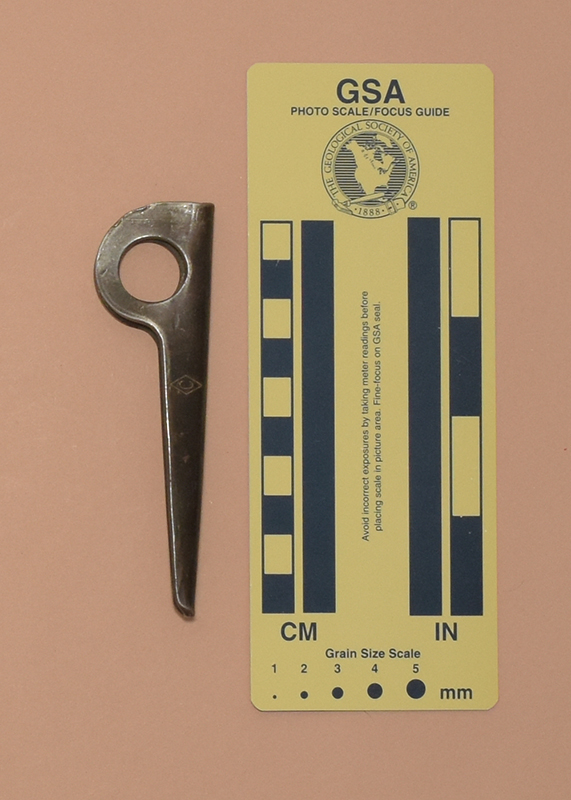 GSA
PHOTO SCALE/FOCUS GUIDE
THE GEOLOGICAL SOCIETY OF AMERICA
1888
®
Avoid incorrect exposures by taking meter readings before
placing scale in picture area. Fine-focus on GSA seal.
CM
IN
Grain Size Scale
1 2 3 4 5
mm